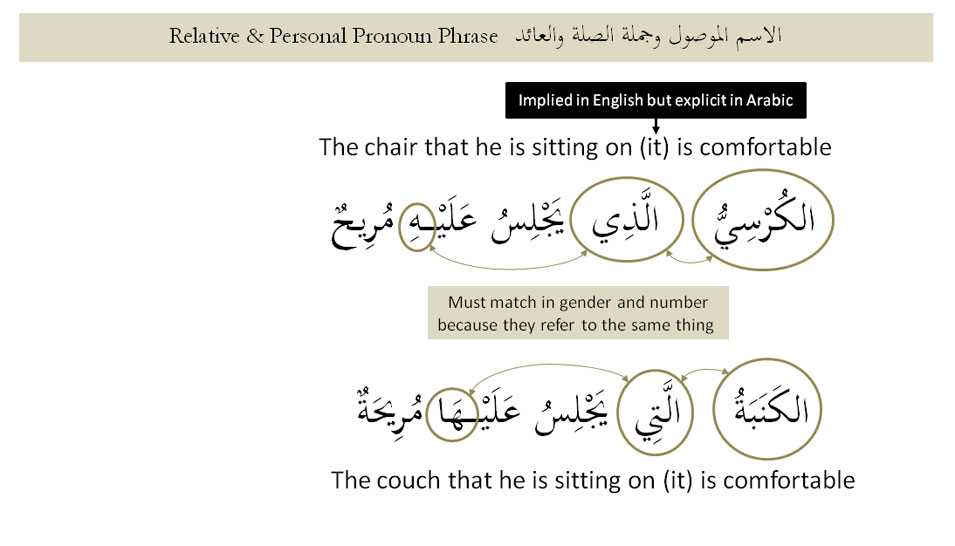 Relative & Personal Pronoun Phrase الاسم الموصول وجملة الصلة والعائد
Implied in English but explicit in Arabic
The chair that he is sitting on (it) is comfortable
الكُرْسِيُّ الَّذِي يَجْلِسُ عَلَيْـهِ مُرِيحٌ
Must match in gender and number
because they refer to the same thing
الكَنَبَةُ الَّتِي يَجْلِسُ عَلَيْـهَا مُرِيحَةٌ
The couch that he is sitting on (it) is comfortable